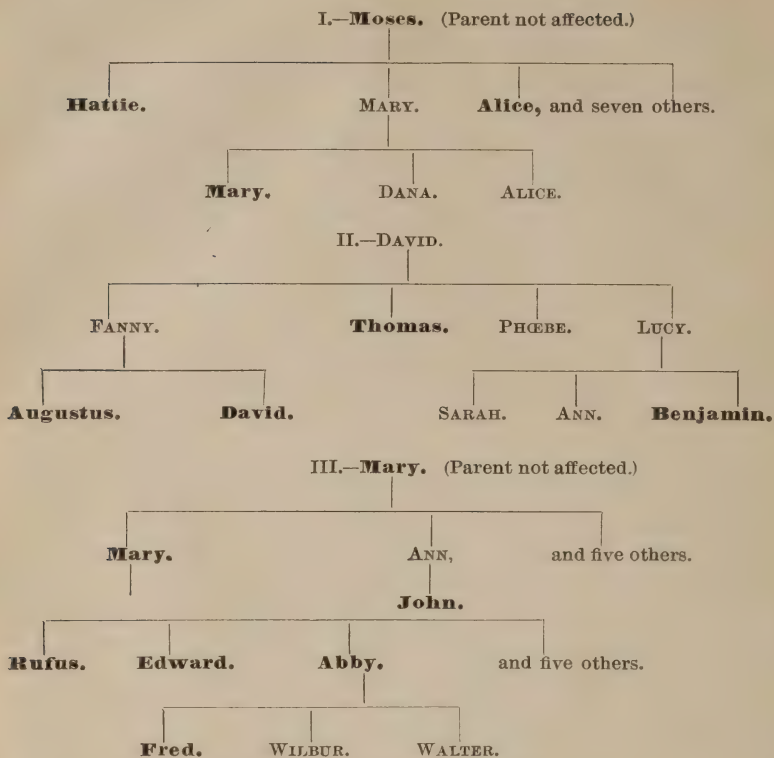 I.—Moses. (Parent not affected.)
Hattie. MARY. Alice, and seven others.
Mary. DANA. ALICE.
II.—DAVID.
FANNY. Thomas. PHŒBE. LUCY.
Augustus. David. SARAH. ANN. Benjamin.
III.—Mary. (Parent not affected.)
Mary. ANN, and five others.
John.
Rufus. Edward. Abby. and five others.
Fred. WILBUR. WALTER.